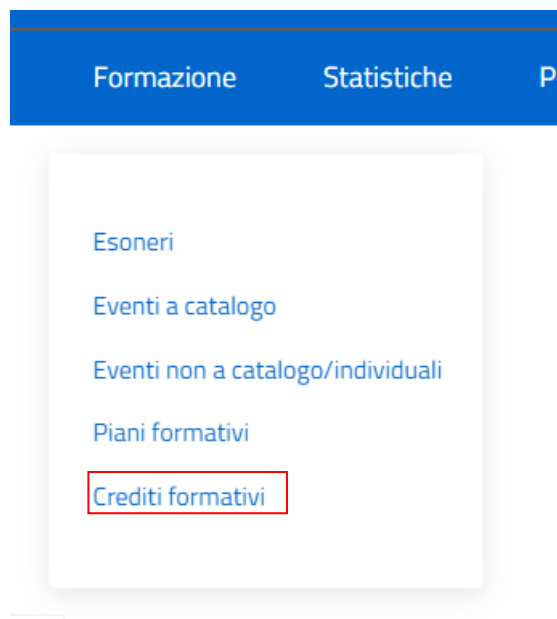 Formazione Statistiche P
Esoneri
Eventi a catalogo
Eventi non a catalogo/individuali
Piani formativi
Crediti formativi